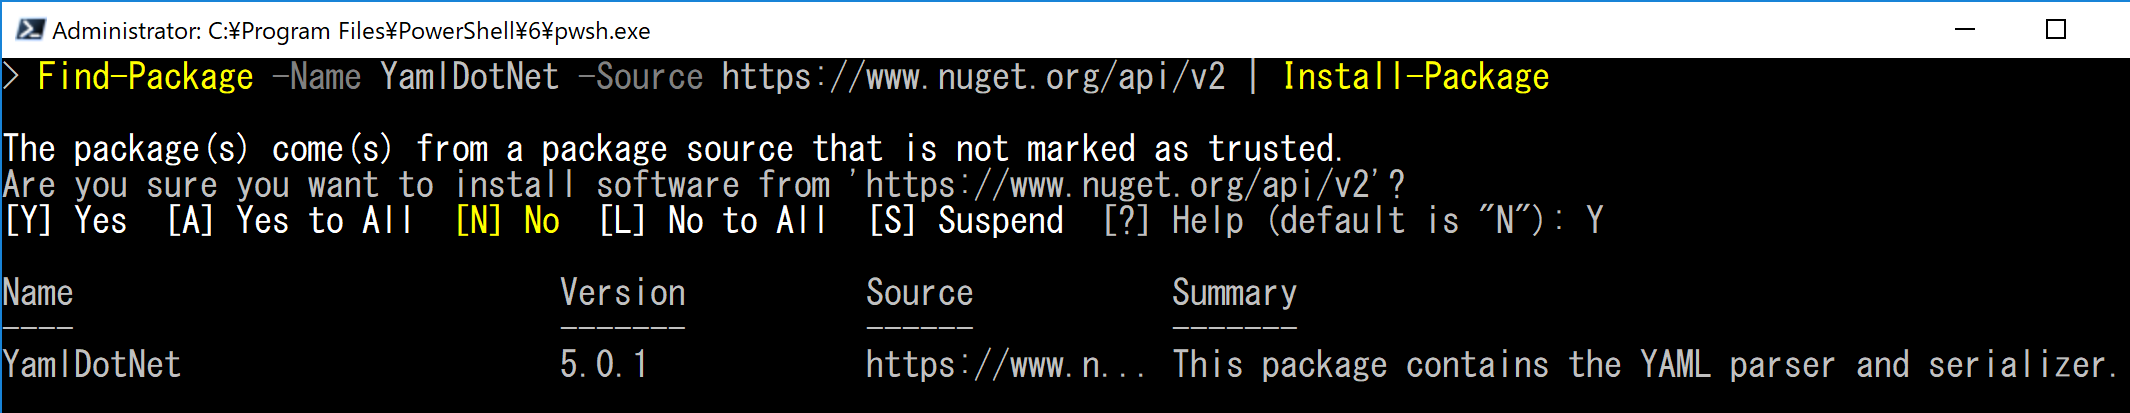 Administrator: C:¥Program Files¥PowerShell¥6¥pwsh.exe
> Find-Package -Name YamlDotNet -Source https://www.nuget.org/api/v2 | Install-Package
The package(s) come(s) from a package source that is not marked as trusted.
Are you sure you want to install software from 'https://www.nuget.org/api/v2'?
[Y] Yes  [A] Yes to All  [N] No  [L] No to All  [S] Suspend  [?] Help (default is "N"): Y
Name                           Version          Source           Summary
----                           -------          ------           -------
YamlDotNet                     5.0.1            https://www.n... This package contains the YAML parser and serializer.